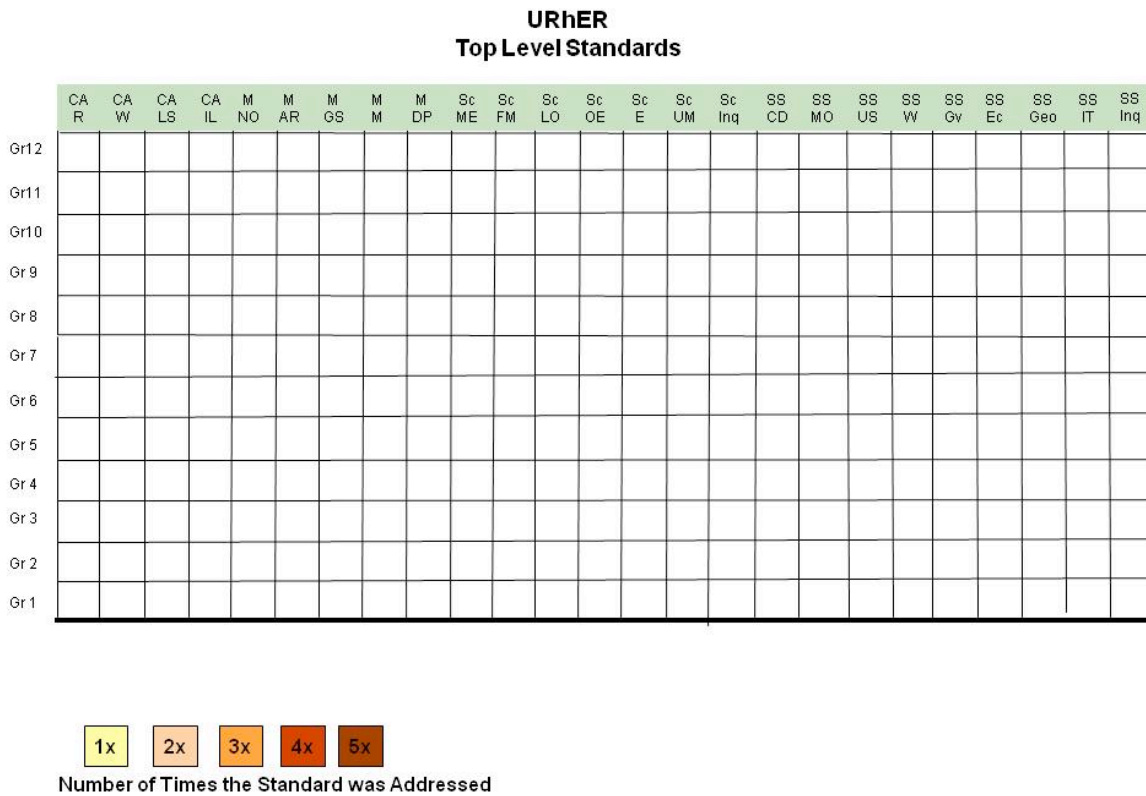 URhER
Top Level Standards
CA CA CA CA M M M M M Sc Sc Sc Sc Sc Sc Sc SS SS SS SS SS SS SS SS SS
R W LS IL NO AR GS M DP ME FM LO OE E UM Inq CD MO US W Gv Ec Geo IT Inq
Gr12
Gr11
Gr10
Gr 9
Gr 8
Gr 7
Gr 6
Gr 5
Gr 4
Gr 3
Gr 2
Gr 1
1x 2x 3x 4x 5x
Number of Times the Standard was Addressed